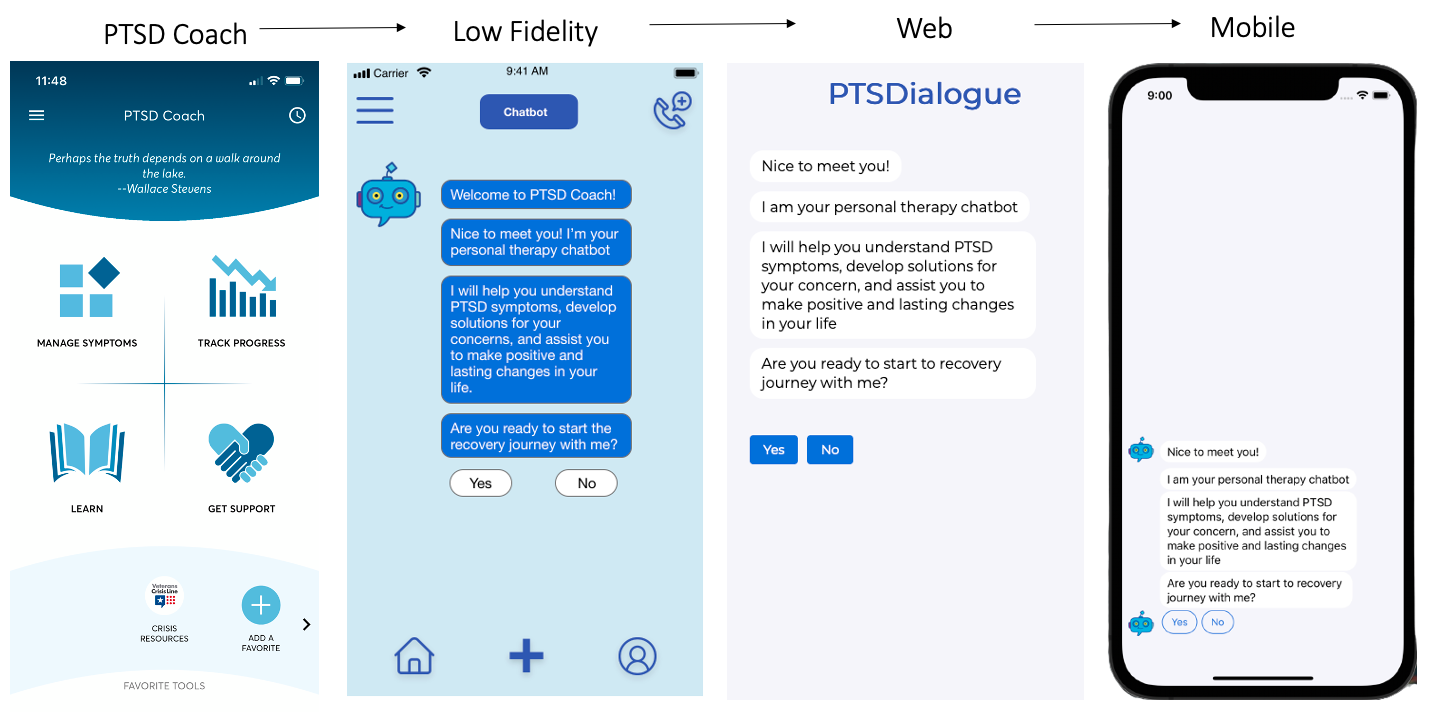 PTSD Coach
Low Fidelity
Web
Mobile
11:48
PTSD Coach
Perhaps the truth depends on a walk around
the lake.
--Wallace Stevens
MANAGE SYMPTOMS
TRACK PROGRESS
LEARN
GET SUPPORT
Veterans
CrisisLine
CRISIS
RESOURCES
ADD A
FAVORITE
FAVORITE TOOLS
Carrier
9:41 AM
Chatbot
Welcome to PTSD Coach!
Nice to meet you! I'm your
personal therapy chatbot
I will help you understand
PTSD symptoms, develop
solutions for your
concerns, and assist you
to make positive and
lasting changes in your
life.
Are you ready to start the
recovery journey with me?
Yes
No
PTSDialogue
Nice to meet you!
I am your personal therapy chatbot
I will help you understand PTSD
symptoms, develop solutions for
your concern, and assist you to
make positive and lasting changes
in your life
Are you ready to start to recovery
journey with me?
Yes
No
9:00
Nice to meet you!
I am your personal therapy chatbot
I will help you understand PTSD
symptoms, develop solutions for
your concern, and assist you to
make positive and lasting changes
in your life
Are you ready to start to recovery
journey with me?
Yes
No